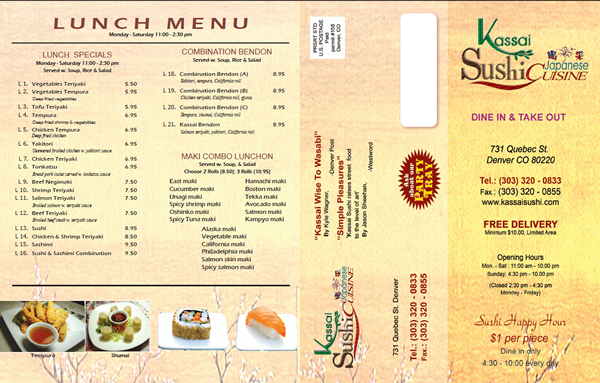 LUNCH MENU
Monday - Saturday 11:00 - 2:30 pm
LUNCH SPECIALS
Monday - Saturday 11:00 - 2:30 pm
Served w. Soup, Rice & Salad
L 1. Vegetables Teriyaki 5.50
L 2. Vegetables Tempura 5.95
Deep fried vegetables
L 3. Tofu Teriyaki 5.95
L 4. Tempura 6.95
Deep fried shrimp & vegetables
L 5. Chicken Tempura 6.95
Deep fried chicken
L 6. Yakitori 6.95
Skewered broiled chicken w. yakitori sauce
L 7. Chicken Teriyaki 6.95
L 8. Tonkatsu 6.95
Bread pork cutlet served w. tonkatsu sauce
L 9. Beef Negimaki 7.50
L 10. Shrimp Teriyaki 7.50
L 11. Salmon Teriyaki 7.50
Broiled salmon w. teriyaki sauce
L 12. Beef Teriyaki 7.50
Broiled beef steak w. teriyaki sauce
L 13. Sushi 8.95
L 14. Chicken & Shrimp Teriyaki 8.50
L 15. Sashimi 9.50
L 16. Sushi & Sashimi Combination 9.50
COMBINATION BENDON
Served w. Soup, Rice & Salad
L 18. Combination Bendon (A) 8.95
Sashimi, tempura, California roll
L 19. Combination Bendon (B) 8.95
Chicken teriyaki, California roll, gyoza
L 20. Combination Bendon (C) 8.95
Tempura, shumai, California roll
L 21. Kassai Bendon 8.95
Salmon teriyaki, yakitori, California roll
MAKI COMBO LUNCHON
Served w. Soup, & Salad
Choose 2 Rolls (8.50); 3 Rolls (10.95)
East maki
Cucumber maki
Unagi maki
Spicy shrimp maki
Oshinko maki
Spicy Tuna maki
Hamachi maki
Boston maki
Tekka maki
Avocado maki
Salmon maki
Kampyo maki
Alaska maki
Vegetable maki
California maki
Philadelphia maki
Salmon skin maki
Spicy salmon maki
Tempura
Shumai
PRSRT STD
U.S. POSTAGE
Paid
permit #158
Denver, CO
"Kassai Wise To Wasabi"
By Kyle Wagner, -Denver Post
"Simple Pleasures"
'Kassai Sushi raises street food
to the level of art'
By Jason Sheehan, -Westword
Ask
about our
PARTY
TRAY
Kassai
Sushi
Japanese
CUISINE
731 Quebec St. Denver
Tel.: (303) 320 - 0833
Fax.: (303) 320 - 0855
Kassai
Sushi
Japanese
CUISINE
DINE IN & TAKE OUT
731 Quebec St.
Denver CO 80220
Tel.: (303) 320 - 0833
Fax.: (303) 320 - 0855
www.kassaisushi.com
FREE DELIVERY
Minimum $10.00, Limited Area
Opening Hours
Mon. - Sat : 11:00 am - 10:00 pm
Sunday: 4:30 pm - 10:00 pm
(Closed 2:30 pm - 4:30 pm
Monday - Friday)
Sushi Happy Hour
$1 per piece
Dine in only
4:30 - 10:00 every day